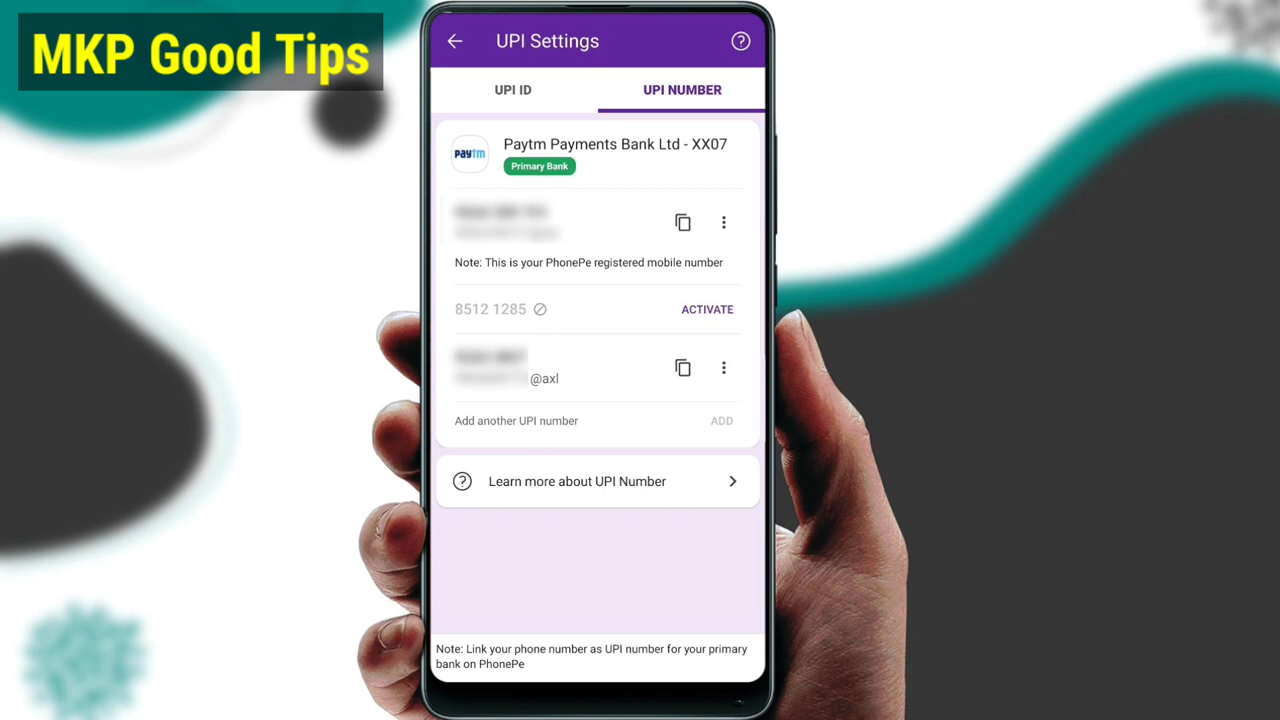 MKP Good Tips
UPI Settings
UPI ID
UPI NUMBER
Paytm Payments Bank Ltd - XX07
paytm
Primary Bank
Note: This is your PhonePe registered mobile number
8512 1285
ACTIVATE
@axl
Add another UPI number
ADD
Learn more about UPI Number
Note: Link your phone number as UPI number for your primary
bank on PhonePe